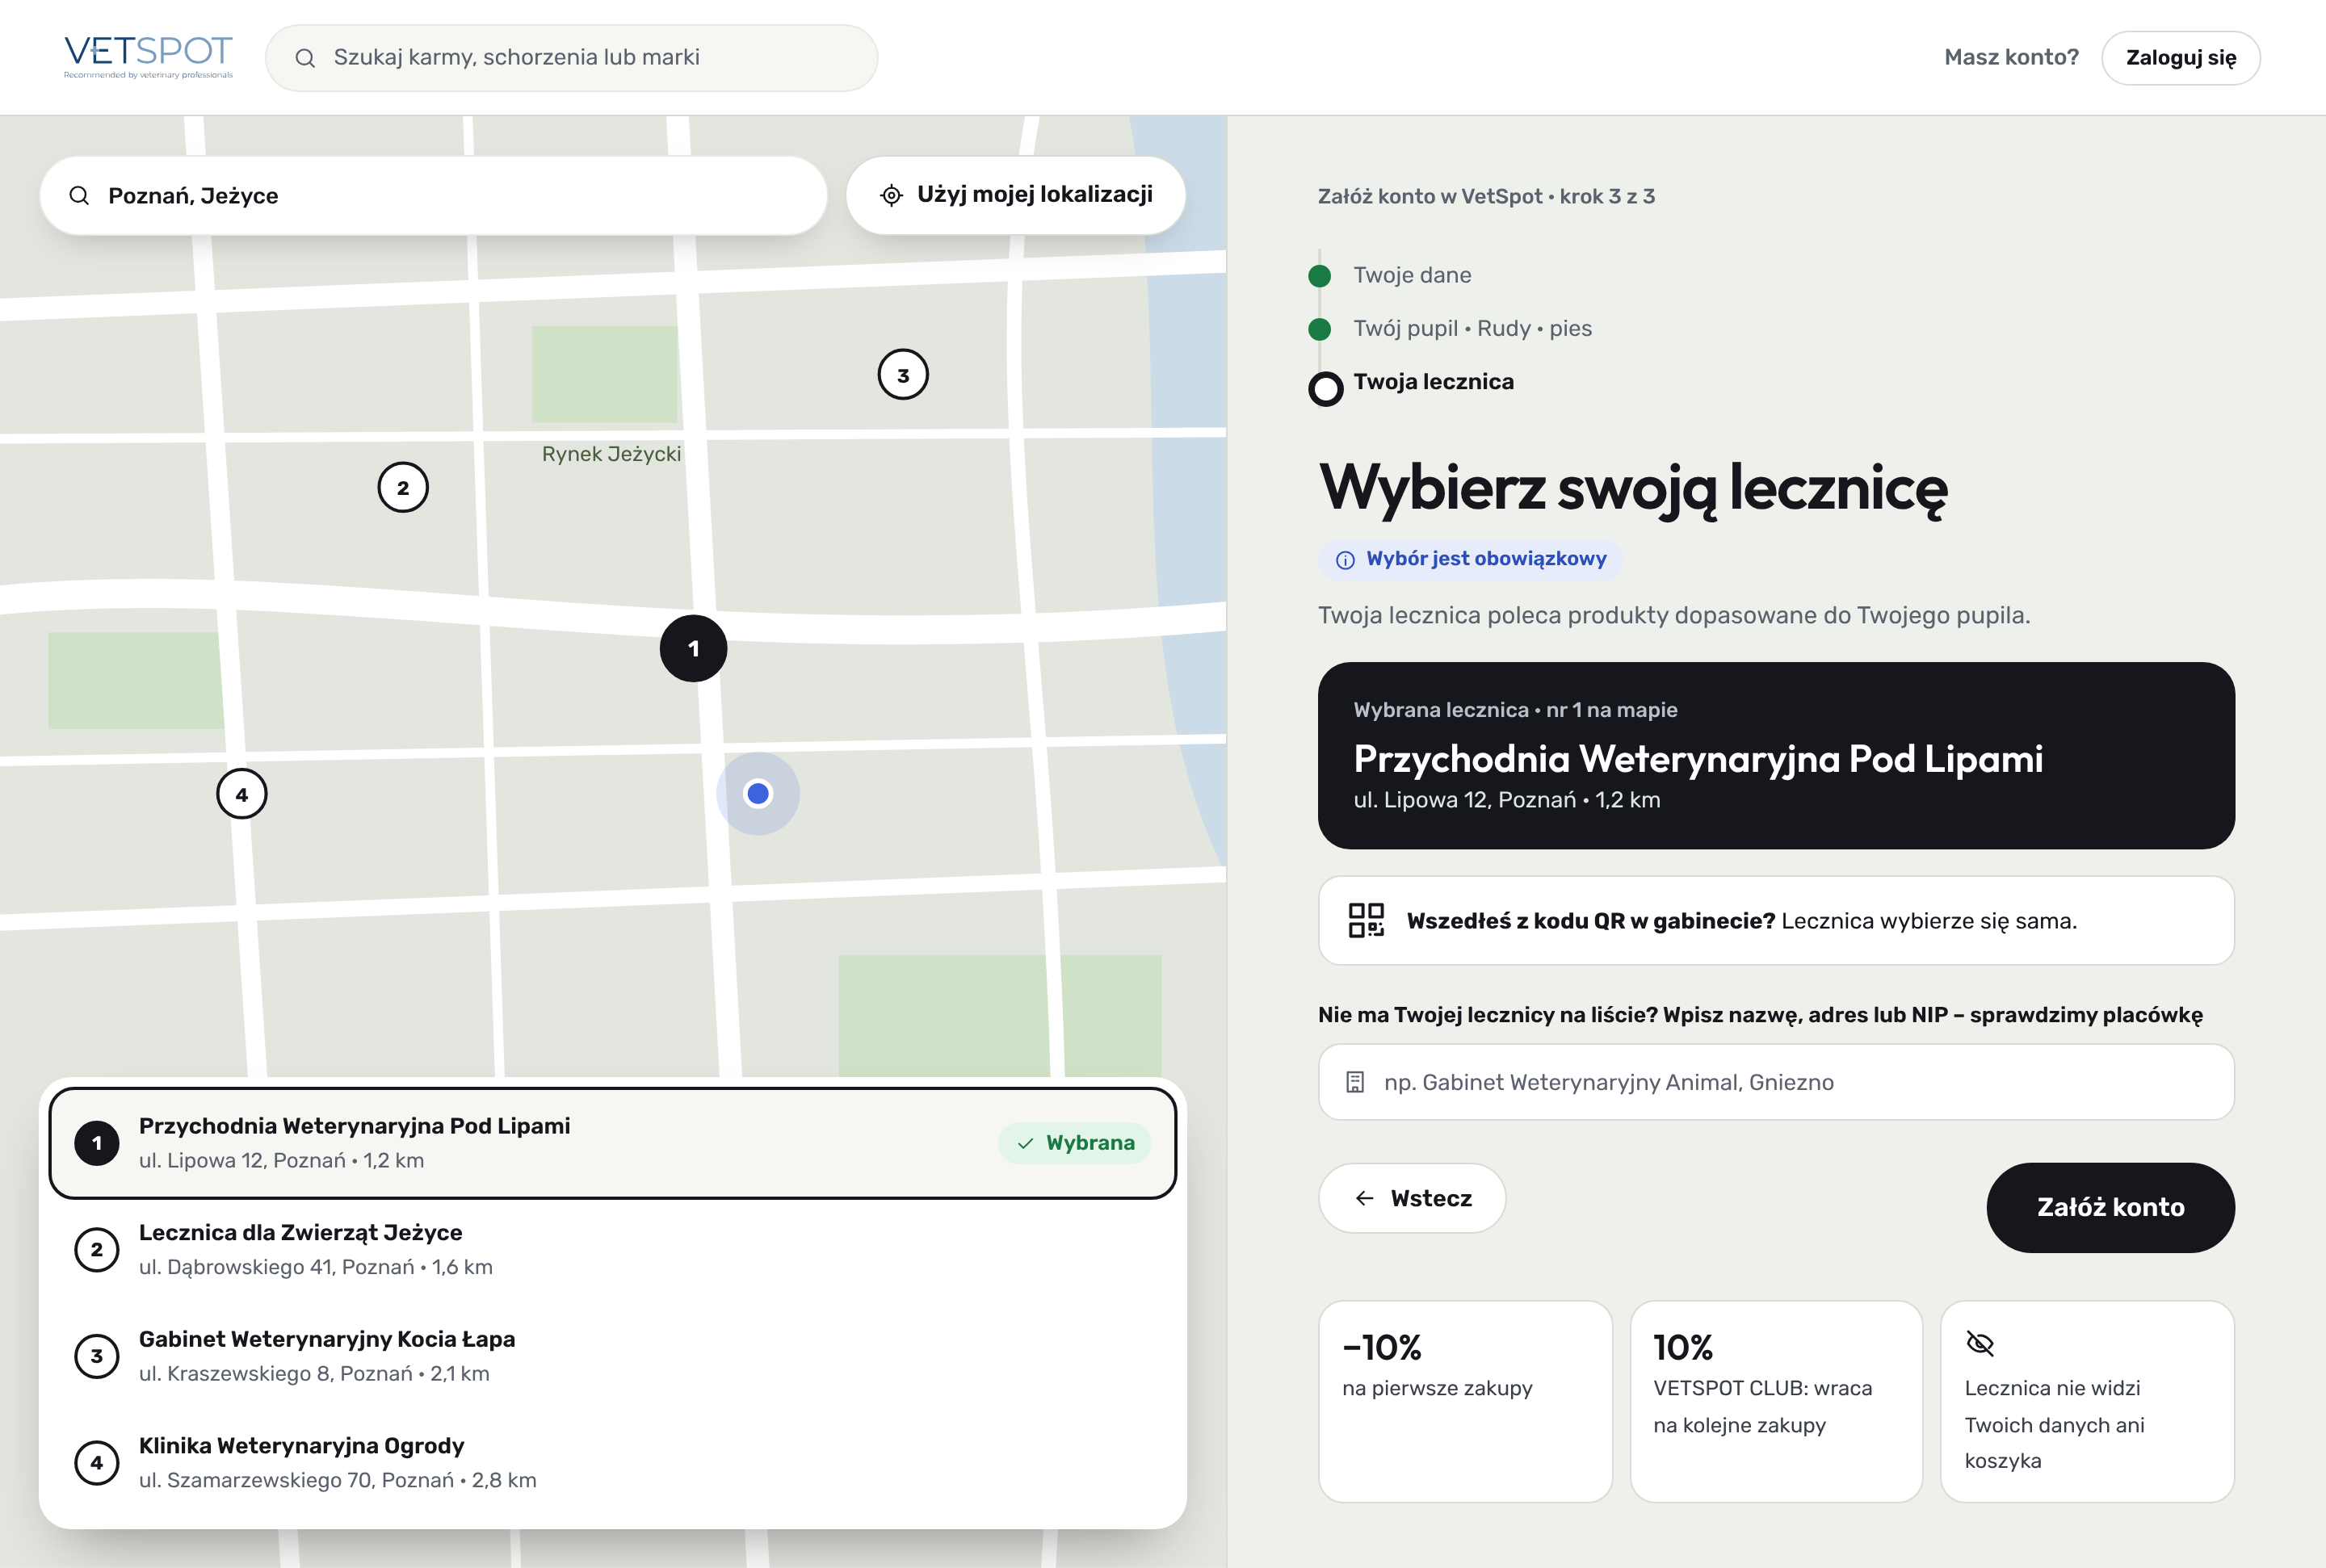 VETSPOT
Recommended by veterinary professionals
Szukaj karmy, schorzenia lub marki
Masz konto?
Zaloguj się
Poznań, Jeżyce
Użyj mojej lokalizacji
3
Rynek Jeżycki
2
1
4
1
Przychodnia Weterynaryjna Pod Lipami
ul. Lipowa 12, Poznań • 1,2 km
Wybrana
2
Lecznica dla Zwierząt Jeżyce
ul. Dąbrowskiego 41, Poznań • 1,6 km
3
Gabinet Weterynaryjny Kocia Łapa
ul. Kraszewskiego 8, Poznań • 2,1 km
4
Klinika Weterynaryjna Ogrody
ul. Szamarzewskiego 70, Poznań • 2,8 km
Załóż konto w VetSpot • krok 3 z 3
Twoje dane
Twój pupil • Rudy • pies
Twoja lecznica
Wybierz swoją lecznicę
Wybór jest obowiązkowy
Twoja lecznica poleca produkty dopasowane do Twojego pupila.
Wybrana lecznica • nr 1 na mapie
Przychodnia Weterynaryjna Pod Lipami
ul. Lipowa 12, Poznań • 1,2 km
Wszedłeś z kodu QR w gabinecie? Lecznica wybierze się sama.
Nie ma Twojej lecznicy na liście? Wpisz nazwę, adres lub NIP – sprawdzimy placówkę
np. Gabinet Weterynaryjny Animal, Gniezno
Wstecz
Załóż konto
−10%
na pierwsze zakupy
10%
VETSPOT CLUB: wraca
na kolejne zakupy
Lecznica nie widzi
Twoich danych ani
koszyka